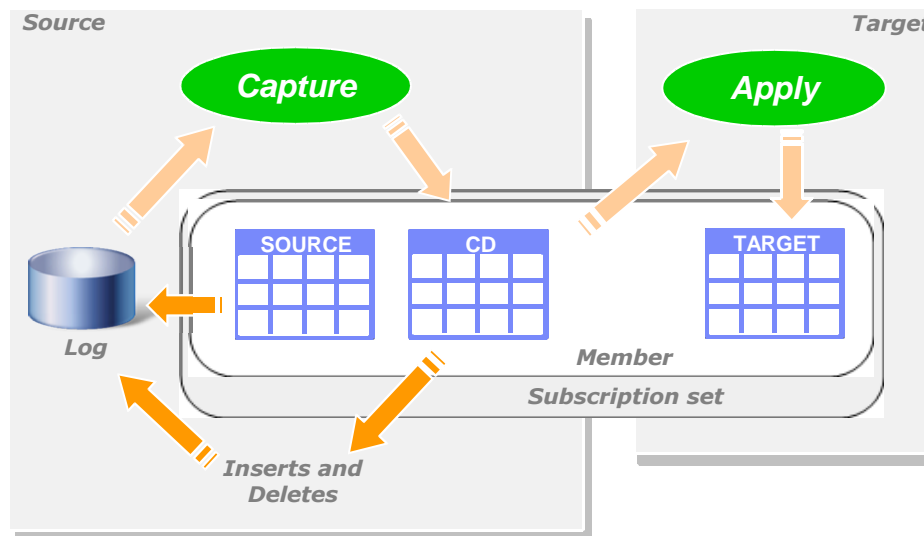 Source
Target
Capture
Apply
SOURCE
CD
TARGET
Log
Member
Subscription set
Inserts and
Deletes